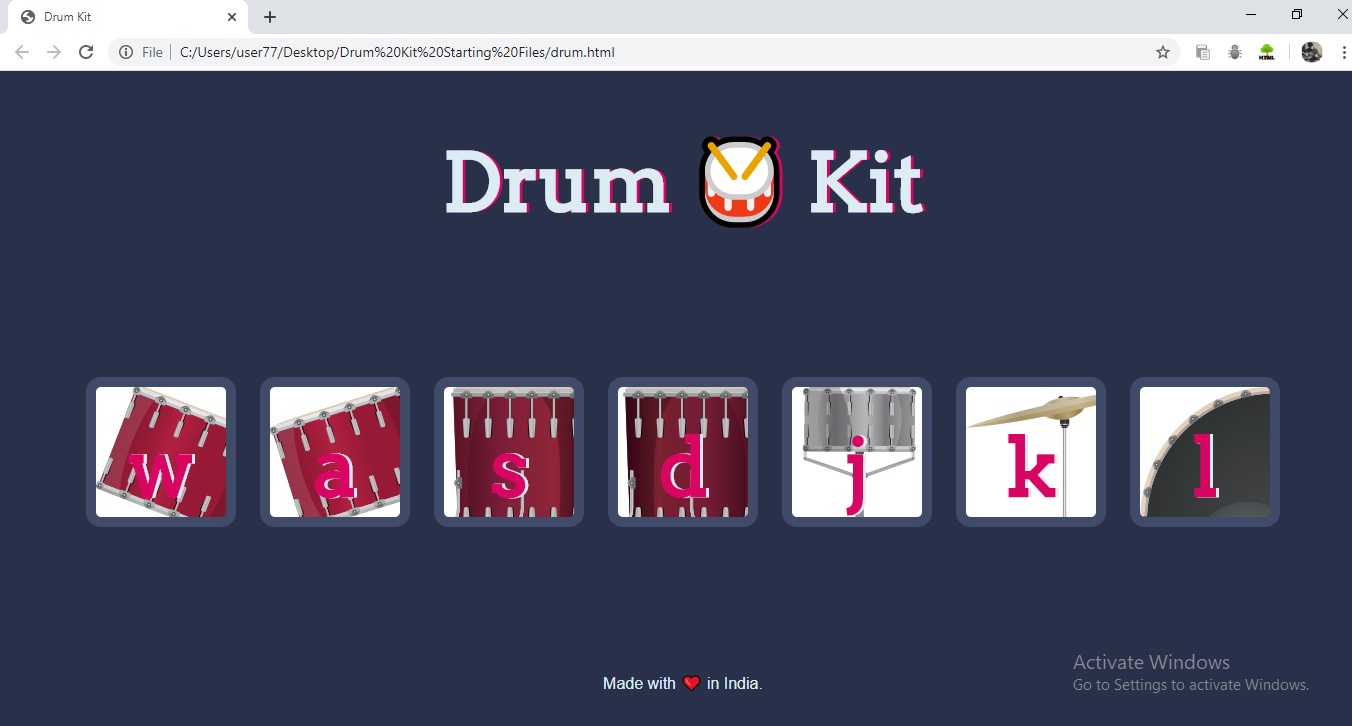 Drum Kit
File
C:/Users/user77/Desktop/Drum%20Kit%20Starting%20Files/drum.html
HTML
Drum 🥁 Kit
w a s d j k l
Made with ❤️ in India.
Activate Windows
Go to Settings to activate Windows.